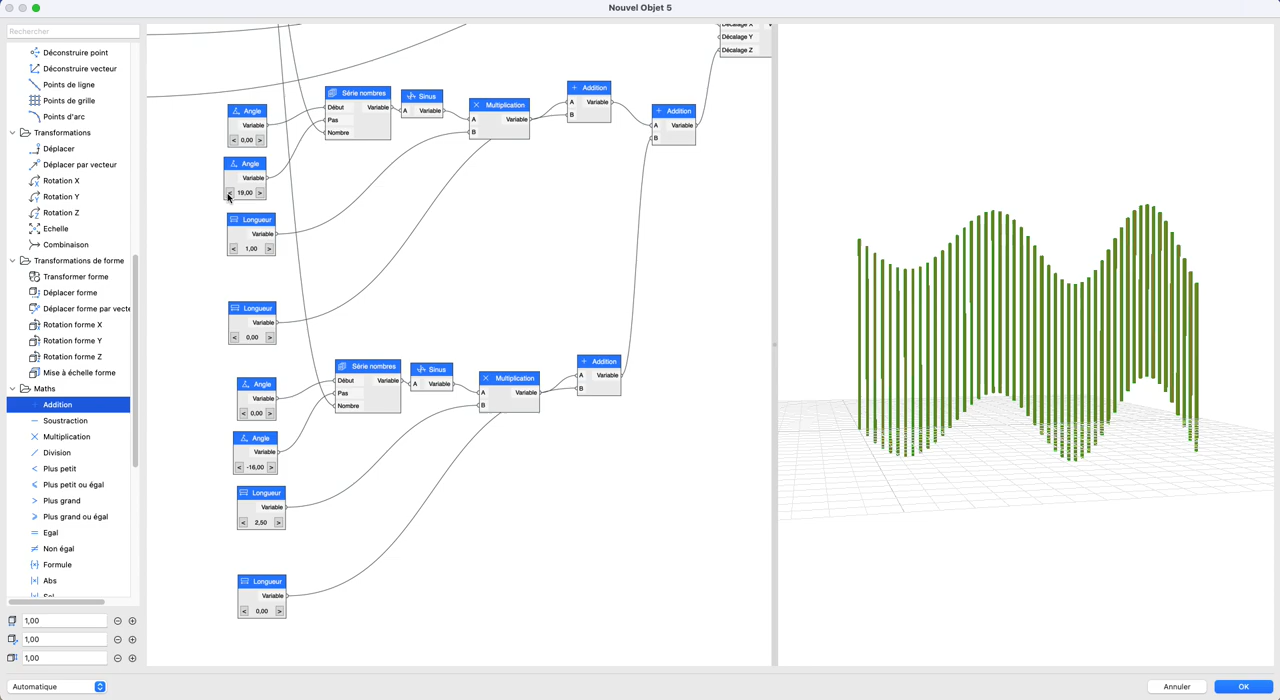 Nouvel Objet 5
Rechercher
Déconstruire point
Déconstruire vecteur
Points de ligne
Points de grille
Points d'arc
Transformations
Déplacer
Déplacer par vecteur
Rotation X
Rotation Y
Rotation Z
Echelle
Combinaison
Transformations de forme
Transformer forme
Déplacer forme
Déplacer forme par vecte
Rotation forme X
Rotation forme Y
Rotation forme Z
Mise à échelle forme
Maths
Addition
Soustraction
Multiplication
Division
Plus petit
Plus petit ou égal
Plus grand
Plus grand ou égal
Egal
Non égal
Formule
Abs
1,00
1,00
1,00
Automatique
Décalage X
Décalage Y
Décalage Z
Angle
Variable
< 0,00 >
Angle
Variable
< 19,00 >
Longueur
Variable
< 1,00 >
Longueur
Variable
< 0,00 >
Série nombres
Début Variable
Pas
Nombre
Sinus
A Variable
Multiplication
A Variable
B
Addition
A Variable
B
Addition
A Variable
B
Angle
Variable
< 0,00 >
Angle
Variable
< -16,00 >
Longueur
Variable
< 2,50 >
Longueur
Variable
< 0,00 >
Série nombres
Début Variable
Pas
Nombre
Sinus
A Variable
Multiplication
A Variable
B
Addition
A Variable
B
Annuler
OK